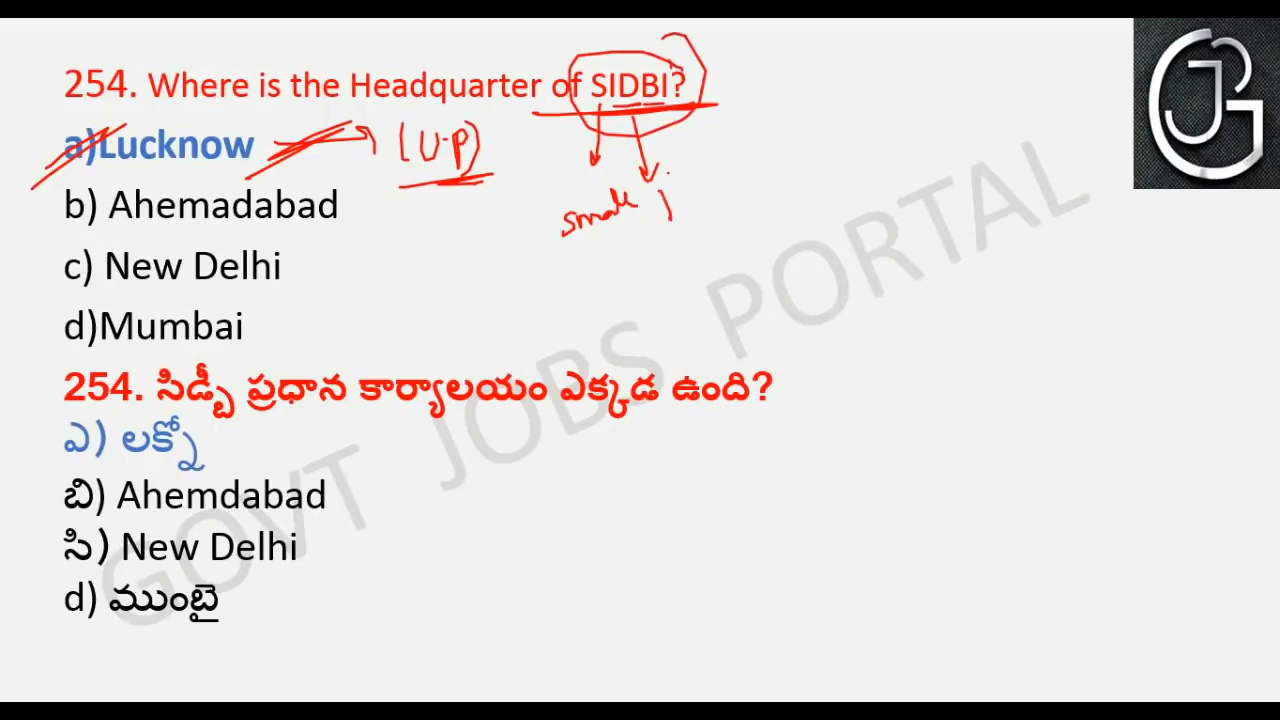 254. Where is the Headquarter of SIDBI?
a)Lucknow (U.P)
b) Ahemadabad
small
c) New Delhi
d)Mumbai
254. సిడ్బీ ప్రధాన కార్యాలయం ఎక్కడ ఉంది?
ఎ) లక్నో
బి) Ahemdabad
సి) New Delhi
d) ముంబై
GOVT JOBS PORTAL
GJ